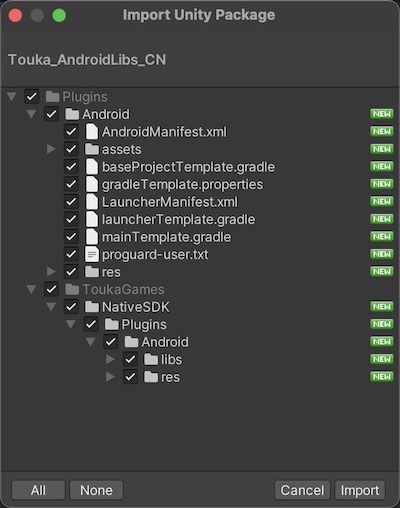 Import Unity Package
Touka_AndroidLibs_CN
Plugins
Android NEW
AndroidManifest.xml NEW
assets NEW
baseProjectTemplate.gradle NEW
gradleTemplate.properties NEW
LauncherManifest.xml NEW
launcherTemplate.gradle NEW
mainTemplate.gradle NEW
proguard-user.txt NEW
res NEW
ToukaGames
NativeSDK NEW
Plugins NEW
Android NEW
libs NEW
res NEW
All None Cancel Import